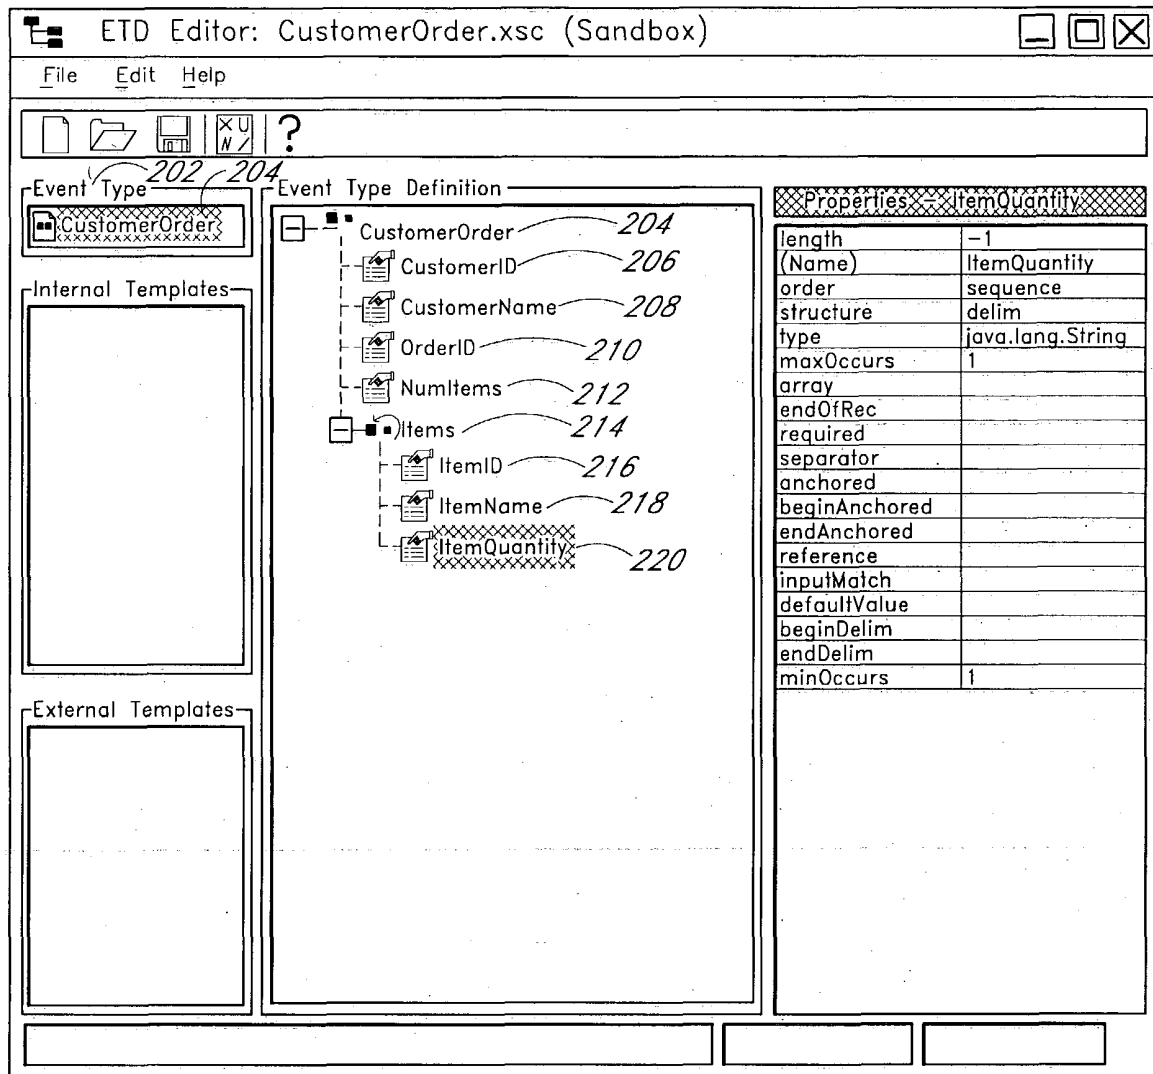 ETD Editor: CustomerOrder.xsc (Sandbox)
File Edit Help
X U
N /
?
202 204
Event Type
CustomerOrder
Internal Templates
External Templates
Event Type Definition
CustomerOrder 204
CustomerID 206
CustomerName 208
OrderID 210
NumItems 212
Items 214
ItemID 216
ItemName 218
ItemQuantity 220
Properties - ItemQuantity
length -1
(Name) ItemQuantity
order sequence
structure delim
type java.lang.String
maxOccurs 1
array
endOfRec
required
separator
anchored
beginAnchored
endAnchored
reference
inputMatch
defaultValue
beginDelim
endDelim
minOccurs 1